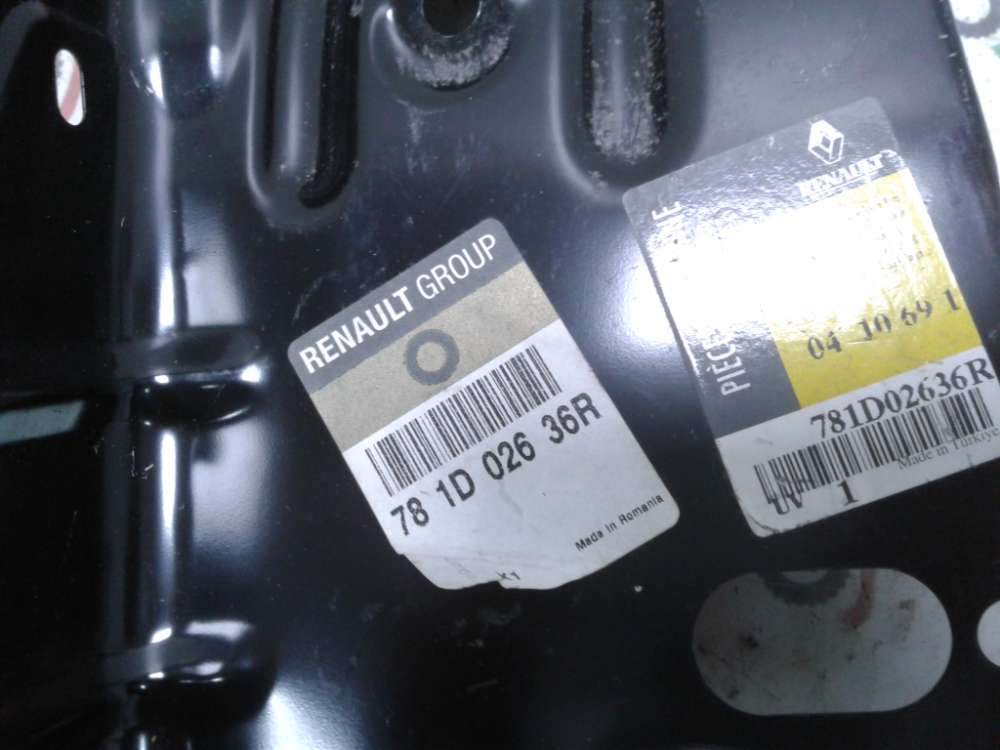 RENAULT GROUP
78 1D 026 36R
Made in Romania
X1
RENAULT
PIÈCE
04 10 69 1
781D02636R
Made in Türkiye
UV 1